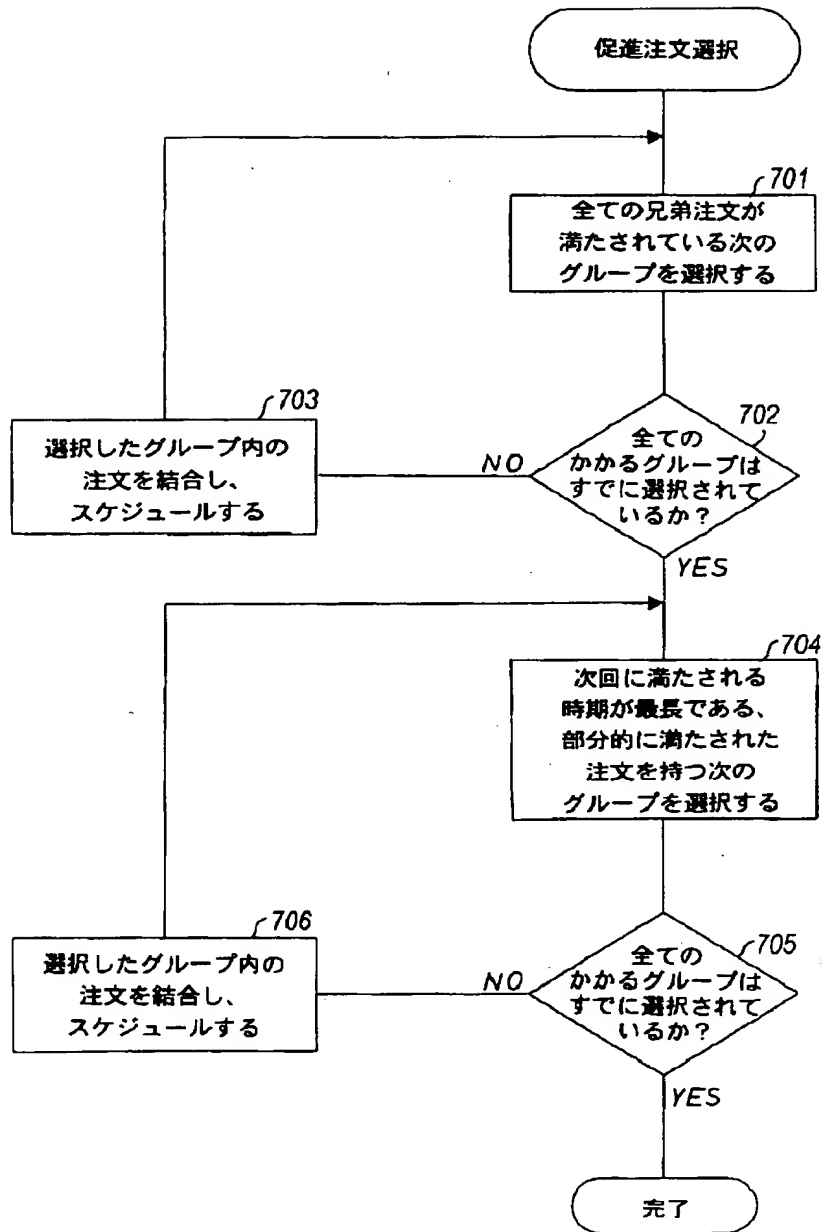 促進注文選択
701
全ての兄弟注文が
満たされている次の
グループを選択する
702
全ての
かかるグループは
すでに選択されて
いるか？
NO
YES
703
選択したグループ内の
注文を結合し、
スケジュールする
704
次回に満たされる
時期が最長である、
部分的に満たされた
注文を持つ次の
グループを選択する
705
全ての
かかるグループは
すでに選択されて
いるか？
NO
YES
706
選択したグループ内の
注文を結合し、
スケジュールする
完了